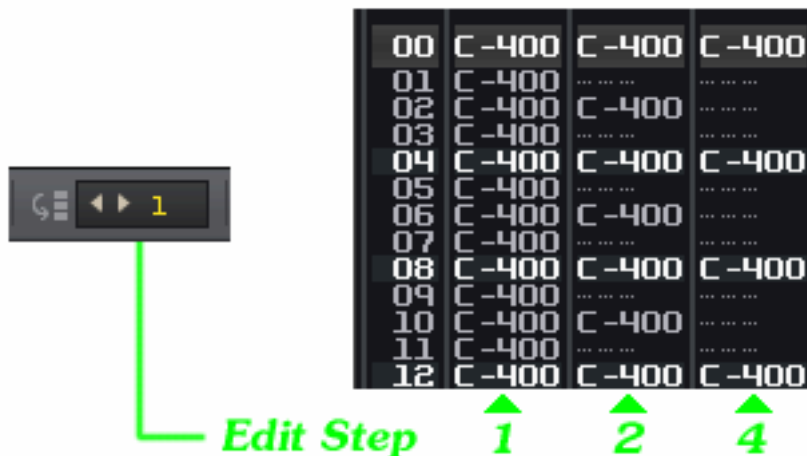 00 C-400 C-400 C-400
01 C-400 --- --- --- --- --- ---
02 C-400 C-400 --- --- ---
03 C-400 --- --- --- --- --- ---
04 C-400 C-400 C-400
05 C-400 --- --- --- --- --- ---
1
06 C-400 C-400 --- --- ---
07 C-400 --- --- --- --- --- ---
08 C-400 C-400 C-400
09 C-400 --- --- --- --- --- ---
10 C-400 C-400 --- --- ---
11 C-400 --- --- --- --- --- ---
12 C-400 C-400 C-400
Edit Step 1 2 4